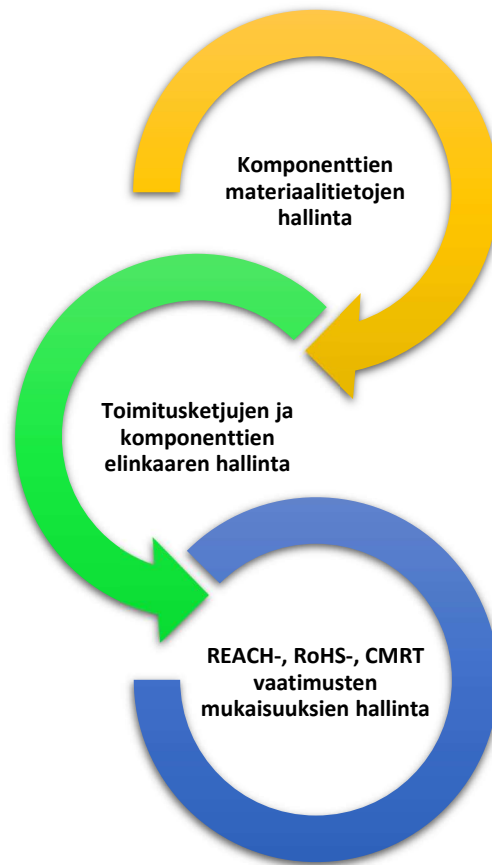 Komponenttien
materiaalitietojen
hallinta
Toimitusketjujen ja
komponenttien
elinkaaren hallinta
REACH-, RoHS-, CMRT
vaatimusten
mukaisuuksien hallinta